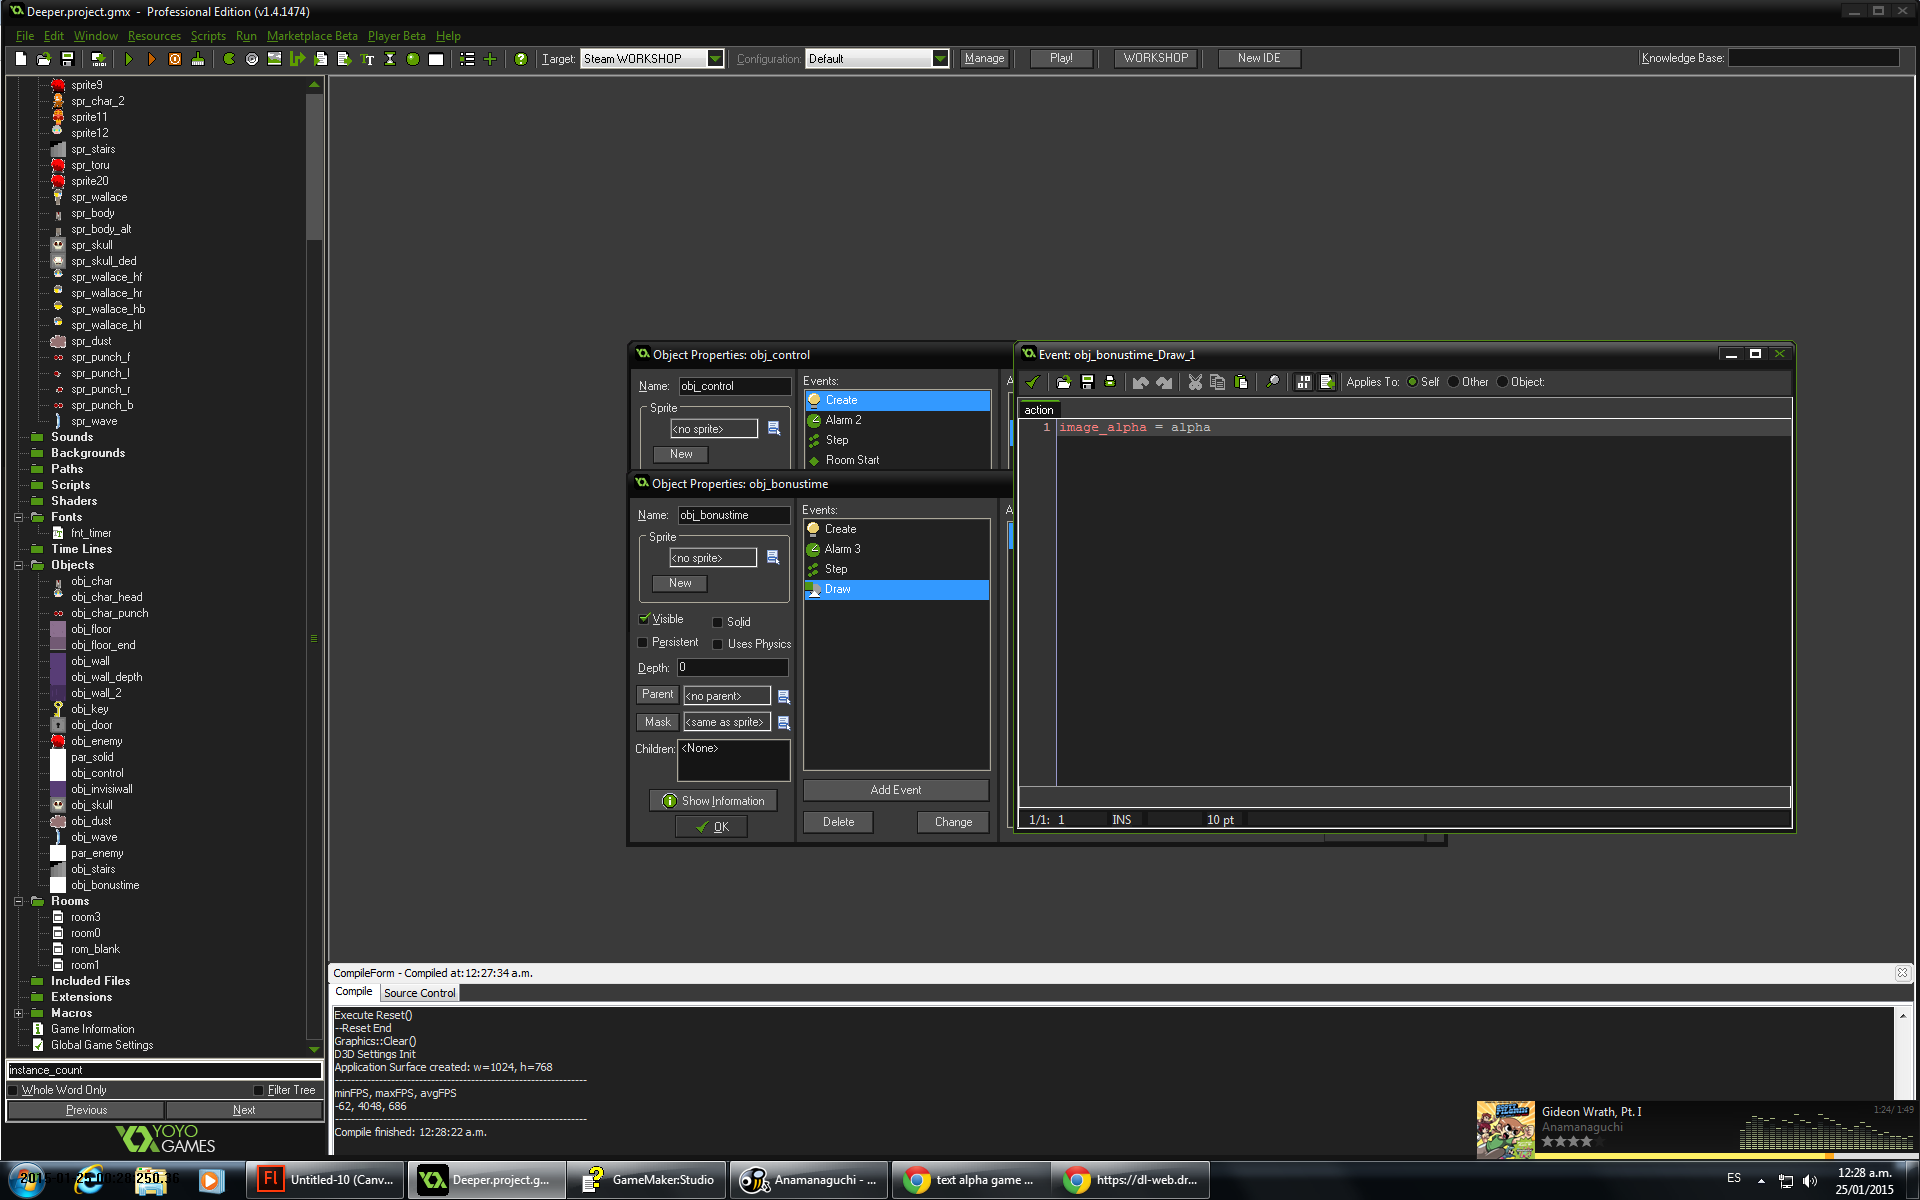 Deeper.project.gmx - Professional Edition (v1.4.1474)
File Edit Window Resources Scripts Run Marketplace Beta Player Beta Help
Target: Steam WORKSHOP Configuration: Default Manage Play! WORKSHOP New IDE Knowledge Base:
sprite9
spr_char_2
sprite11
sprite12
spr_stairs
spr_toru
sprite20
spr_wallace
spr_body
spr_body_alt
spr_skull
spr_skull_ded
spr_wallace_hf
spr_wallace_hr
spr_wallace_hb
spr_wallace_hl
spr_dust
spr_punch_f
spr_punch_l
spr_punch_r
spr_punch_b
spr_wave
Sounds
Backgrounds
Paths
Scripts
Shaders
Fonts
fnt_timer
Time Lines
Objects
obj_char
obj_char_head
obj_char_punch
obj_floor
obj_floor_end
obj_wall
obj_wall_depth
obj_wall_2
obj_key
obj_door
obj_enemy
par_solid
obj_control
obj_invisiwall
obj_skull
obj_dust
obj_wave
par_enemy
obj_stairs
obj_bonustime
Rooms
room3
room0
rom_blank
room1
Included Files
Extensions
Macros
Game Information
Global Game Settings
instance_count
Whole Word Only Filter Tree
Previous Next
YOYO
GAMES
Object Properties: obj_control
Name: obj_control
Sprite
<no sprite>
New
Events:
Create
Alarm 2
Step
Room Start
Object Properties: obj_bonustime
Name: obj_bonustime
Sprite
<no sprite>
New
Visible Solid
Persistent Uses Physics
Depth: 0
Parent <no parent>
Mask <same as sprite>
Children: <None>
Show Information
OK
Events:
Create
Alarm 3
Step
Draw
Add Event
Delete Change
Event: obj_bonustime_Draw_1
Applies To: Self Other Object:
action
1 image_alpha = alpha
1/1: 1 INS 10 pt
CompileForm - Compiled at: 12:27:34 a.m.
Compile Source Control
Execute Reset()
--Reset End
Graphics::Clear()
D3D Settings Init
Application Surface created: w=1024, h=768
minFPS, maxFPS, avgFPS
-62, 4048, 686
Compile finished: 12:28:22 a.m.
Gideon Wrath, Pt. I 1:24/ 1:49
Anamanaguchi
Untitled-10 (Canv... Deeper.project.g... GameMaker:Studio Anamanaguchi - ... text alpha game ... https://dl-web.dr...
ES
12:28 a.m.
25/01/2015